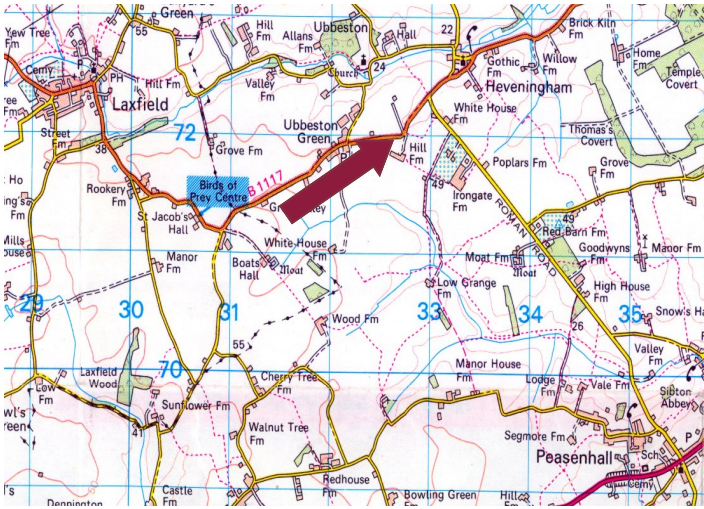 Green
55
Hill
Fm
Allans
Fm
Ubbeston
Hall
22
Brick Kiln
Fm
Yew Tree
Fm
Cemy
P
PH
Hill Fm
Valley
Fm
Church
24
Gothic
Fm
Willow
Fm
Home
Fm
Temple
Covert
Laxfield
Heveningham
White House
Fm
Street
Fm
72
Ubbeston
Green
38
Grove Fm
P
Hill
Fm
Poplars Fm
Thomas's
Covert
Grove
Fm
Ho
Rookery
Fm
Birds of
Prey Centre
B1117
49
Irongate
Fm
ROMAN ROAD
49
Red Barn Fm
St Jacob's
Hall
Mills
White House
Fm
Goodwyns
Fm
Manor Fm
Manor
Fm
Boats
Hall
Moat
Moat Fm
Moat
High House
Fm
29
30
31
Low Grange
Fm
33
34
35
Wood Fm
26
Snow's
55
Valley
Fm
Laxfield
Wood
70
Manor House
Fm
Low
Fm
Cherry Tree
Fm
Lodge
Fm
Vale Fm
Sibton
Abbey
Sunflower Fm
41
Walnut Tree
Fm
Segmore Fm
Peasenhall
Sch
P
Cemy
Redhouse
Fm
Castle
Fm
Bowling Green
Hill
Fm
Dennington